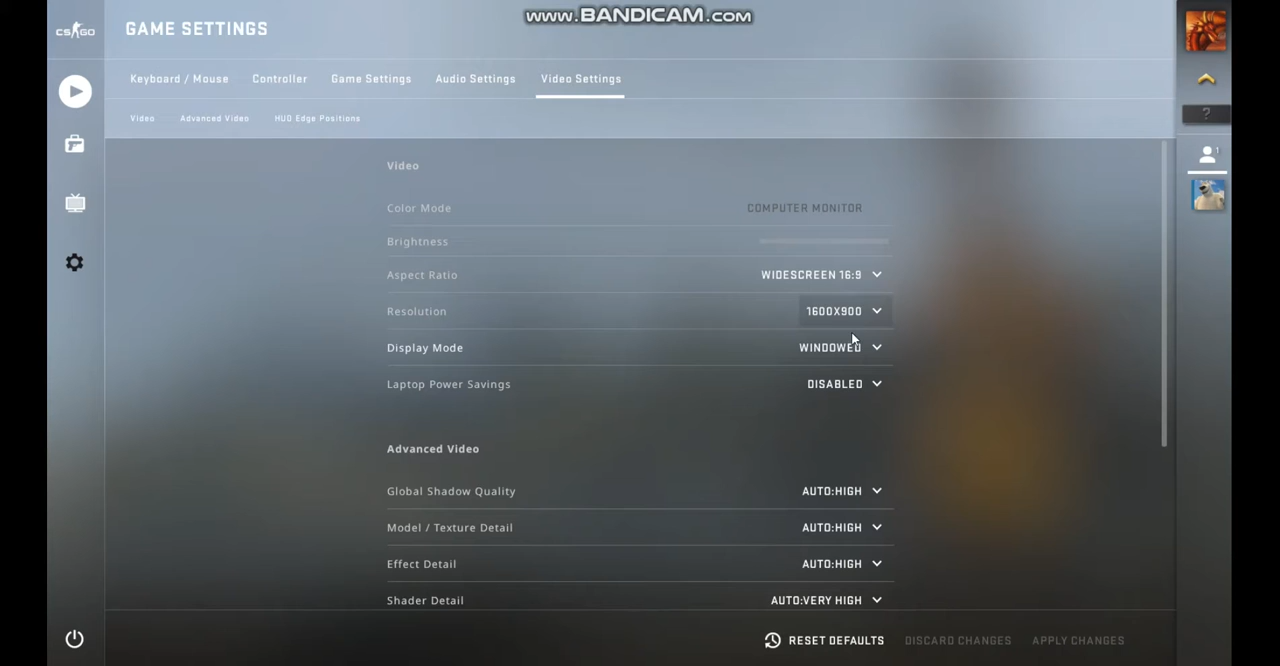 WWW.BANDICAM.COM
CS GO
GAME SETTINGS
Keyboard / Mouse Controller Game Settings Audio Settings Video Settings
Video Advanced Video HUD Edge Positions
?
1
Video
Color Mode COMPUTER MONITOR
Brightness
Aspect Ratio WIDESCREEN 16:9
Resolution 1600X900
Display Mode WINDOWED
Laptop Power Savings DISABLED
Advanced Video
Global Shadow Quality AUTO:HIGH
Model / Texture Detail AUTO:HIGH
Effect Detail AUTO:HIGH
Shader Detail AUTO:VERY HIGH
RESET DEFAULTS DISCARD CHANGES APPLY CHANGES